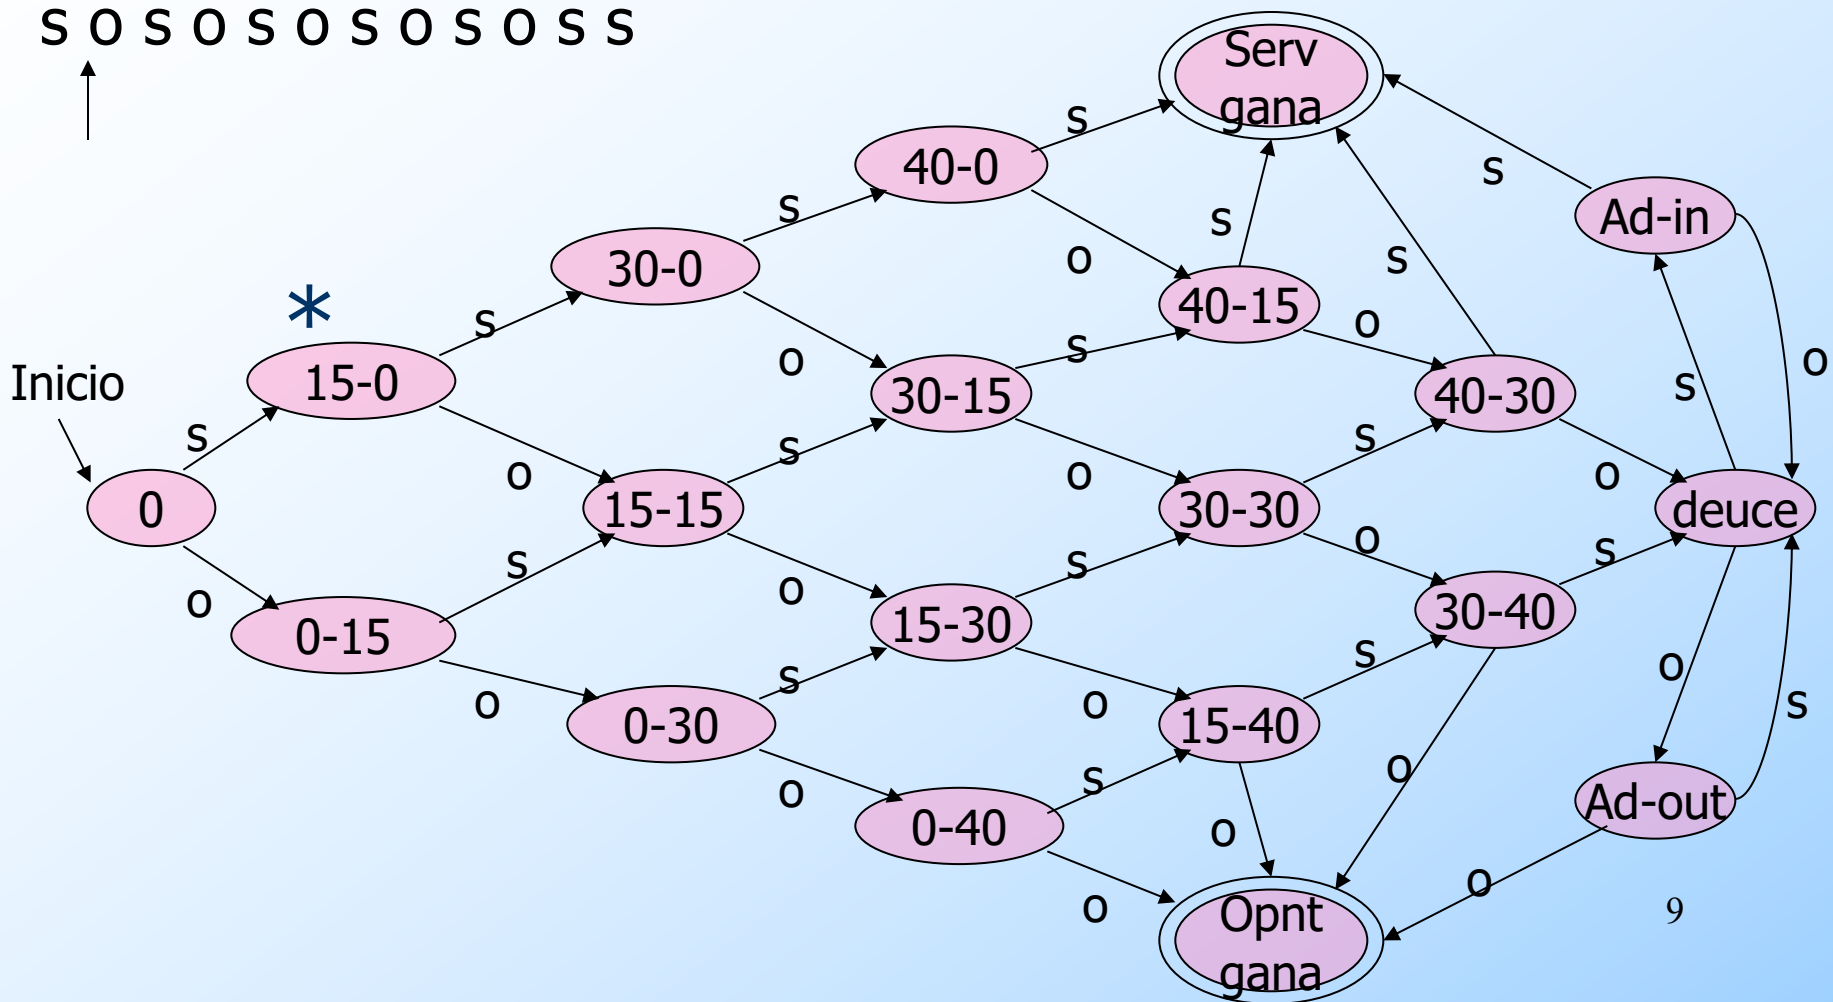 s o s o s o s o s o s s
Inicio
*
0
s
o
15-0
0-15
s
o
s
o
30-0
15-15
0-30
s
o
s
o
s
o
40-0
30-15
15-30
0-40
s
o
s
o
s
o
s
o
Serv
gana
40-15
30-30
15-40
Opnt
gana
s
o
s
o
s
o
40-30
30-40
s
o
s
o
deuce
s
o
Ad-in
Ad-out
s
o
s
o
9